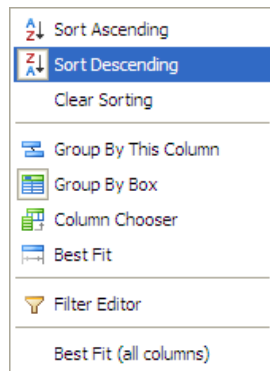 Sort Ascending
Sort Descending
Clear Sorting
Group By This Column
Group By Box
Column Chooser
Best Fit
Filter Editor
Best Fit (all columns)